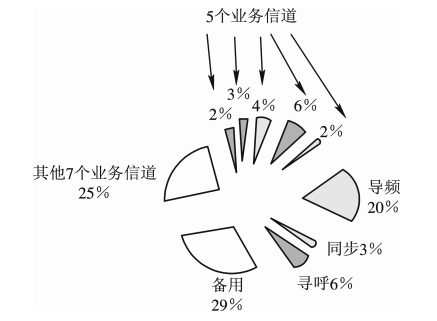 5个业务信道
3%
2%
4%
6%
2%
其他7个业务信道
25%
导频
20%
同步3%
寻呼6%
备用
29%